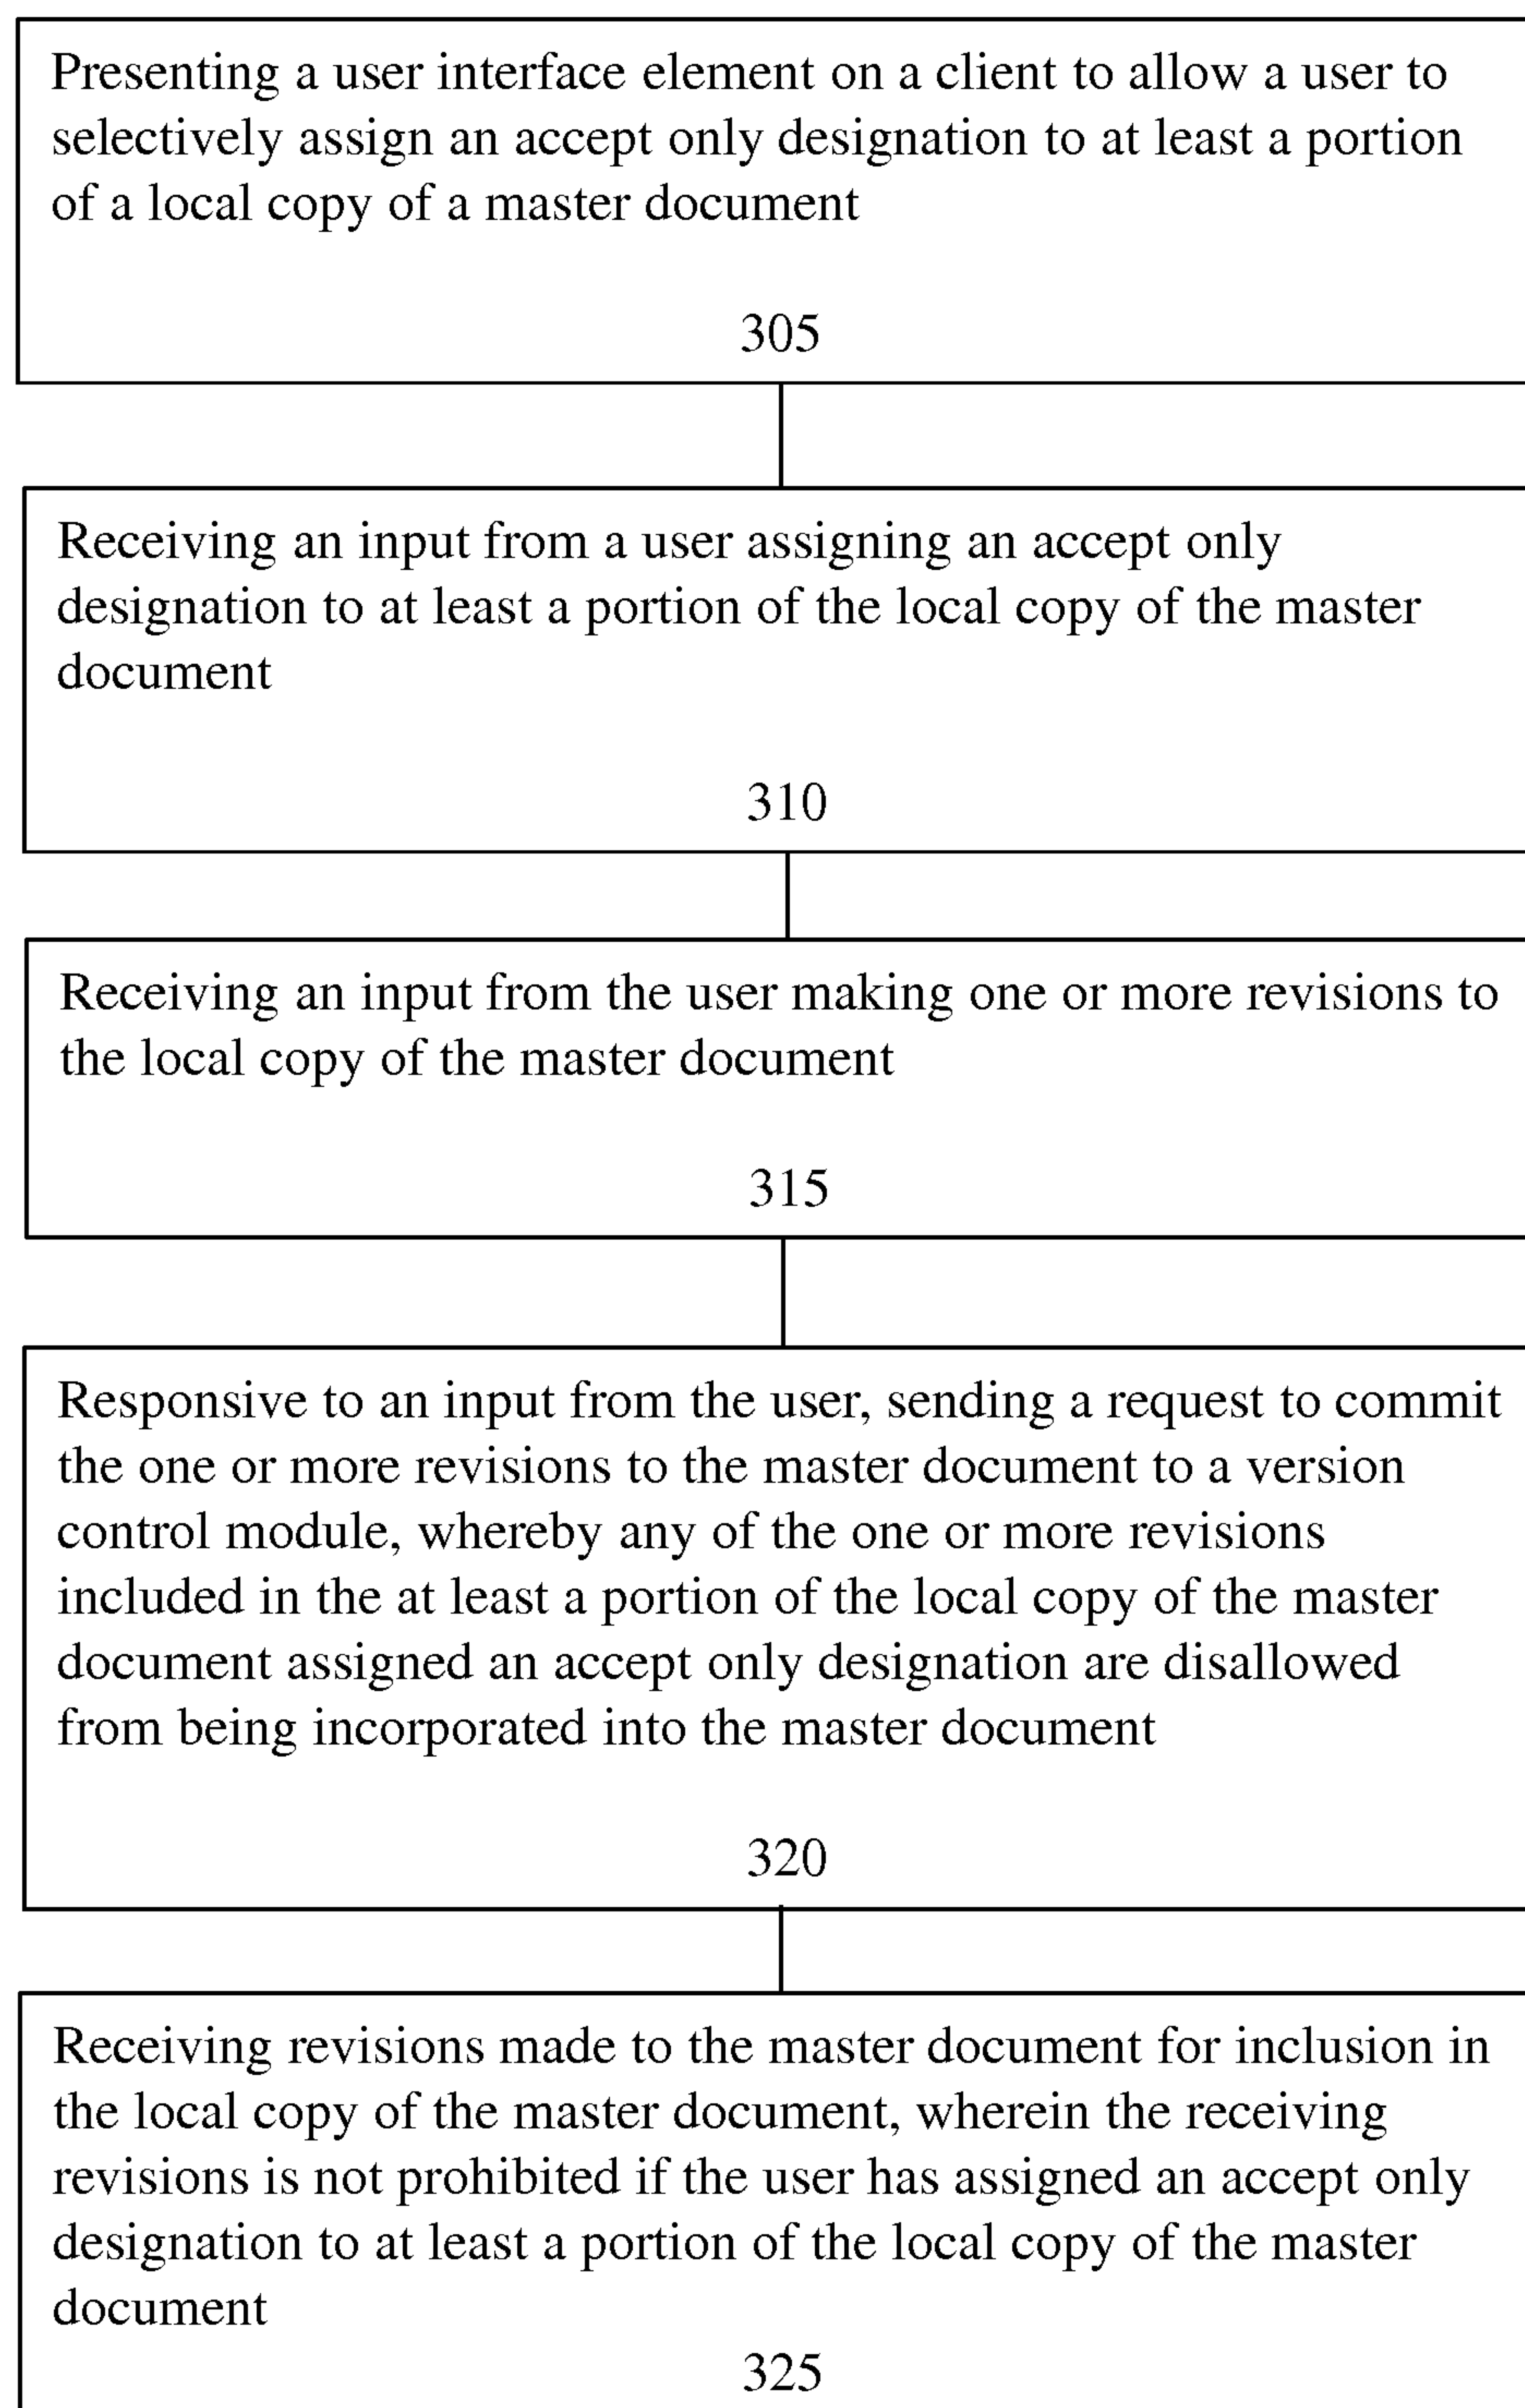 Presenting a user interface element on a client to allow a user to
selectively assign an accept only designation to at least a portion
of a local copy of a master document
305
Receiving an input from a user assigning an accept only
designation to at least a portion of the local copy of the master
document
310
Receiving an input from the user making one or more revisions to
the local copy of the master document
315
Responsive to an input from the user, sending a request to commit
the one or more revisions to the master document to a version
control module, whereby any of the one or more revisions
included in the at least a portion of the local copy of the master
document assigned an accept only designation are disallowed
from being incorporated into the master document
320
Receiving revisions made to the master document for inclusion in
the local copy of the master document, wherein the receiving
revisions is not prohibited if the user has assigned an accept only
designation to at least a portion of the local copy of the master
document
325